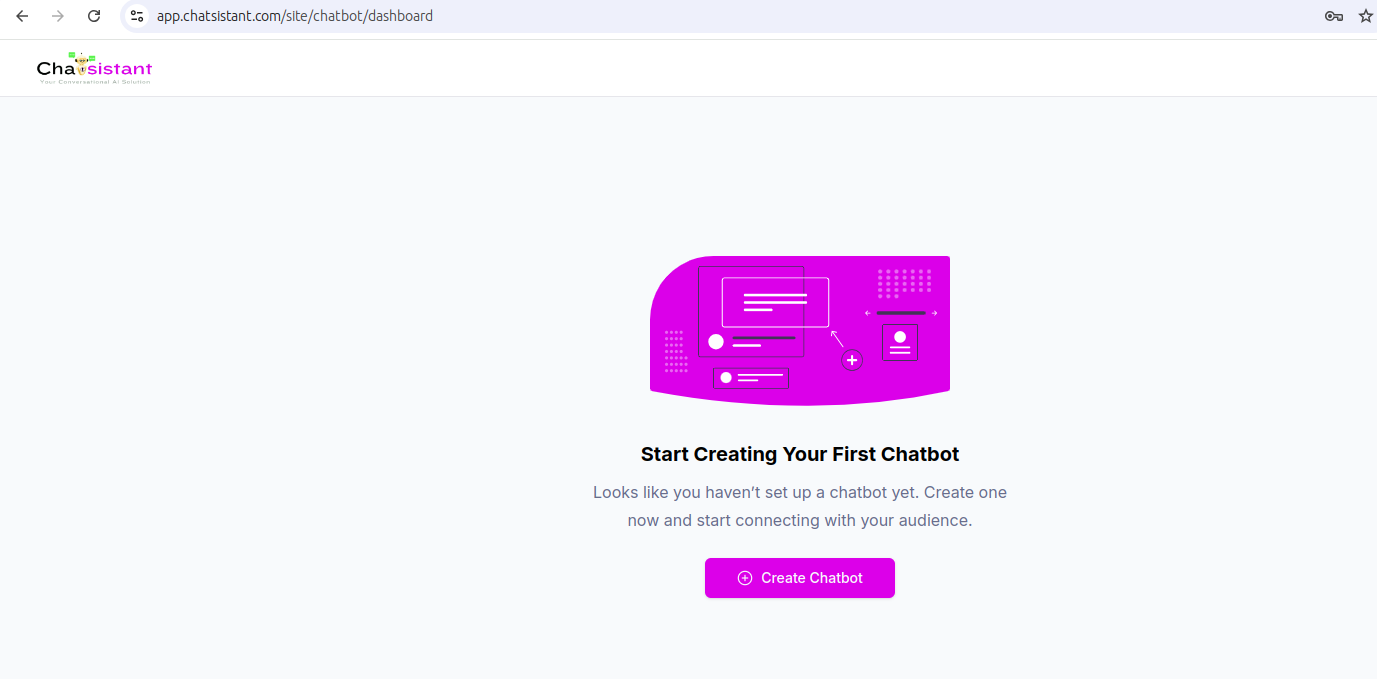 app.chatsistant.com/site/chatbot/dashboard
Chatsistant
Your Conversational AI Solution
Start Creating Your First Chatbot
Looks like you haven’t set up a chatbot yet. Create one
now and start connecting with your audience.
Create Chatbot